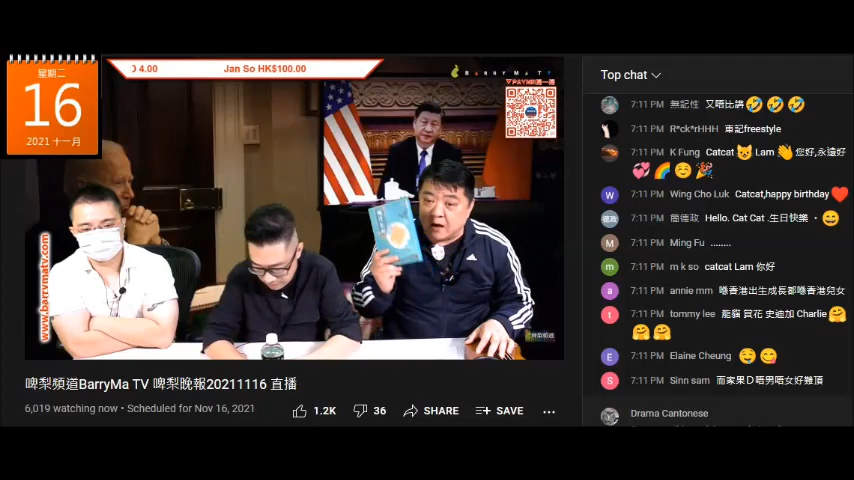 星期二
16
2021 十一月
4.00 Jan So HK$100.00
BARRYMA TV
www.barrymatv.com
啤梨頻道BarryMa TV 啤梨晚報20211116 直播
6,019 watching now • Scheduled for Nov 16, 2021
1.2K 36 SHARE SAVE ...
Top chat
7:11 PM 無記性 又唔比講🤣🤣🤣
7:11 PM R*ck*rHHH 車記freestyle
7:11 PM K Fung Catcat😺Lam👋您好,永遠好
💞🌈☺️🎉
W 7:11 PM Wing Cho Luk Catcat,happy birthday❤️
德政 7:11 PM 簡德政 Hello. Cat Cat .生日快樂 • 😄
M 7:11 PM Ming Fu ........
m 7:11 PM m k so catcat Lam 你好
a 7:11 PM annie mm 喺香港出生成長都喺香港兒女
t 7:11 PM tommy lee 龍貓 賀花 史迪加 Charlie🤗
🤗🤗
E 7:11 PM Elaine Cheung 🤤😋
S 7:11 PM Sinn sam 而家果D唔男唔女好難頂
Drama Cantonese